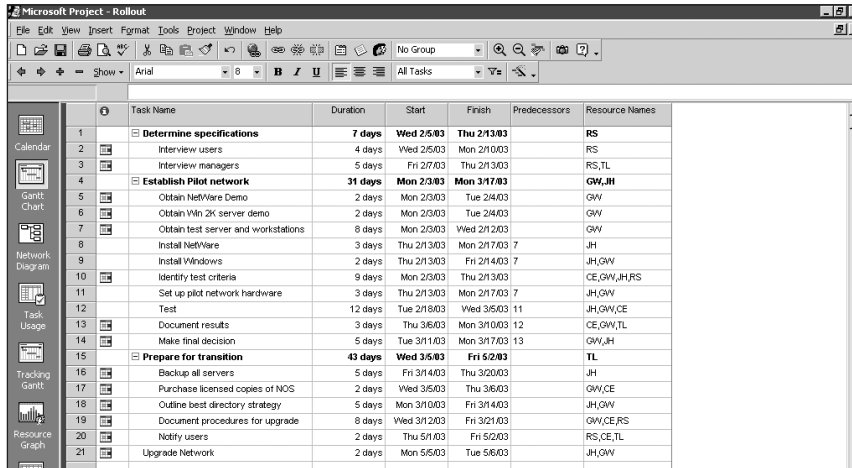 Microsoft Project - Rollout
File Edit View Insert Format Tools Project Window Help
No Group
Show Arial 8 B I U All Tasks
Task Name Duration Start Finish Predecessors Resource Names
1 Determine specifications 7 days Wed 2/5/03 Thu 2/13/03 RS
2 Interview users 4 days Wed 2/5/03 Mon 2/10/03 RS
3 Interview managers 5 days Fri 2/7/03 Thu 2/13/03 RS,TL
4 Establish Pilot network 31 days Mon 2/3/03 Mon 3/17/03 GW,JH
5 Obtain NetWare Demo 2 days Mon 2/3/03 Tue 2/4/03 GW
6 Obtain Win 2K server demo 2 days Mon 2/3/03 Tue 2/4/03 GW
7 Obtain test server and workstations 8 days Mon 2/3/03 Wed 2/12/03 GW
8 Install NetWare 3 days Thu 2/13/03 Mon 2/17/03 7 JH
9 Install Windows 2 days Thu 2/13/03 Fri 2/14/03 7 JH,GW
10 Identify test criteria 9 days Mon 2/3/03 Thu 2/13/03 CE,GW,JH,RS
11 Set up pilot network hardware 3 days Thu 2/13/03 Mon 2/17/03 7 JH,GW
12 Test 12 days Tue 2/18/03 Wed 3/5/03 11 JH,GW,CE
13 Document results 3 days Thu 3/6/03 Mon 3/10/03 12 CE,GW,TL
14 Make final decision 5 days Tue 3/11/03 Mon 3/17/03 13 GW,JH
15 Prepare for transition 43 days Wed 3/5/03 Fri 5/2/03 TL
16 Backup all servers 5 days Fri 3/14/03 Thu 3/20/03 JH
17 Purchase licensed copies of NOS 2 days Wed 3/5/03 Thu 3/6/03 GW,CE
18 Outline best directory strategy 5 days Mon 3/10/03 Fri 3/14/03 JH,GW
19 Document procedures for upgrade 8 days Wed 3/12/03 Fri 3/21/03 GW,CE,RS
20 Notify users 2 days Thu 5/1/03 Fri 5/2/03 RS,CE,TL
21 Upgrade Network 2 days Mon 5/5/03 Tue 5/6/03 JH,GW
Calendar
Gantt
Chart
Network
Diagram
Task
Usage
Tracking
Gantt
Resource
Graph